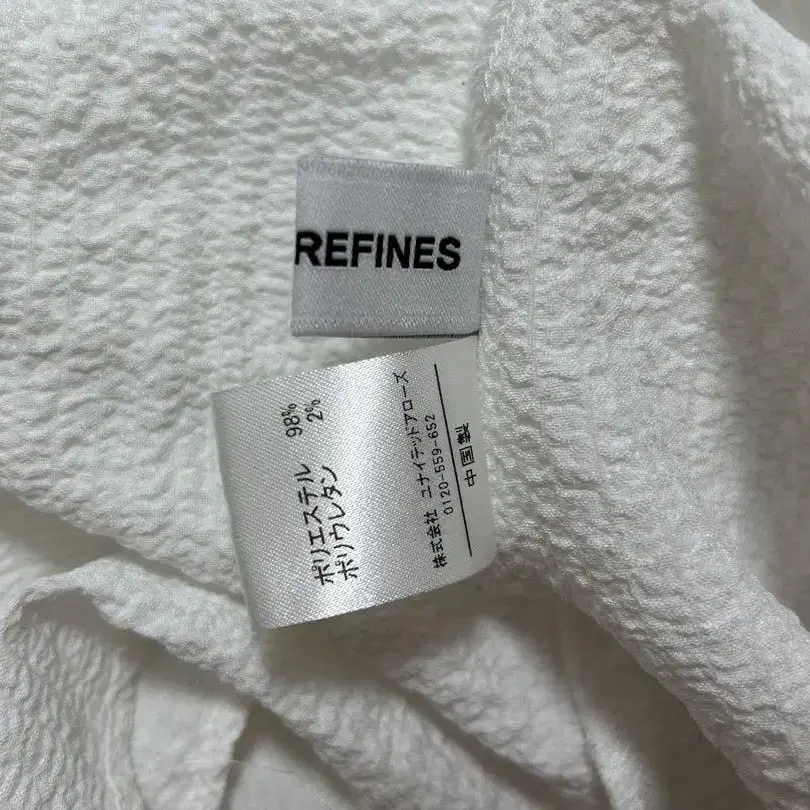 REFINES
ポリエステル 98%
ポリウレタン 2%
株式会社 ユナイテッドアローズ
0120-559-652
中国製